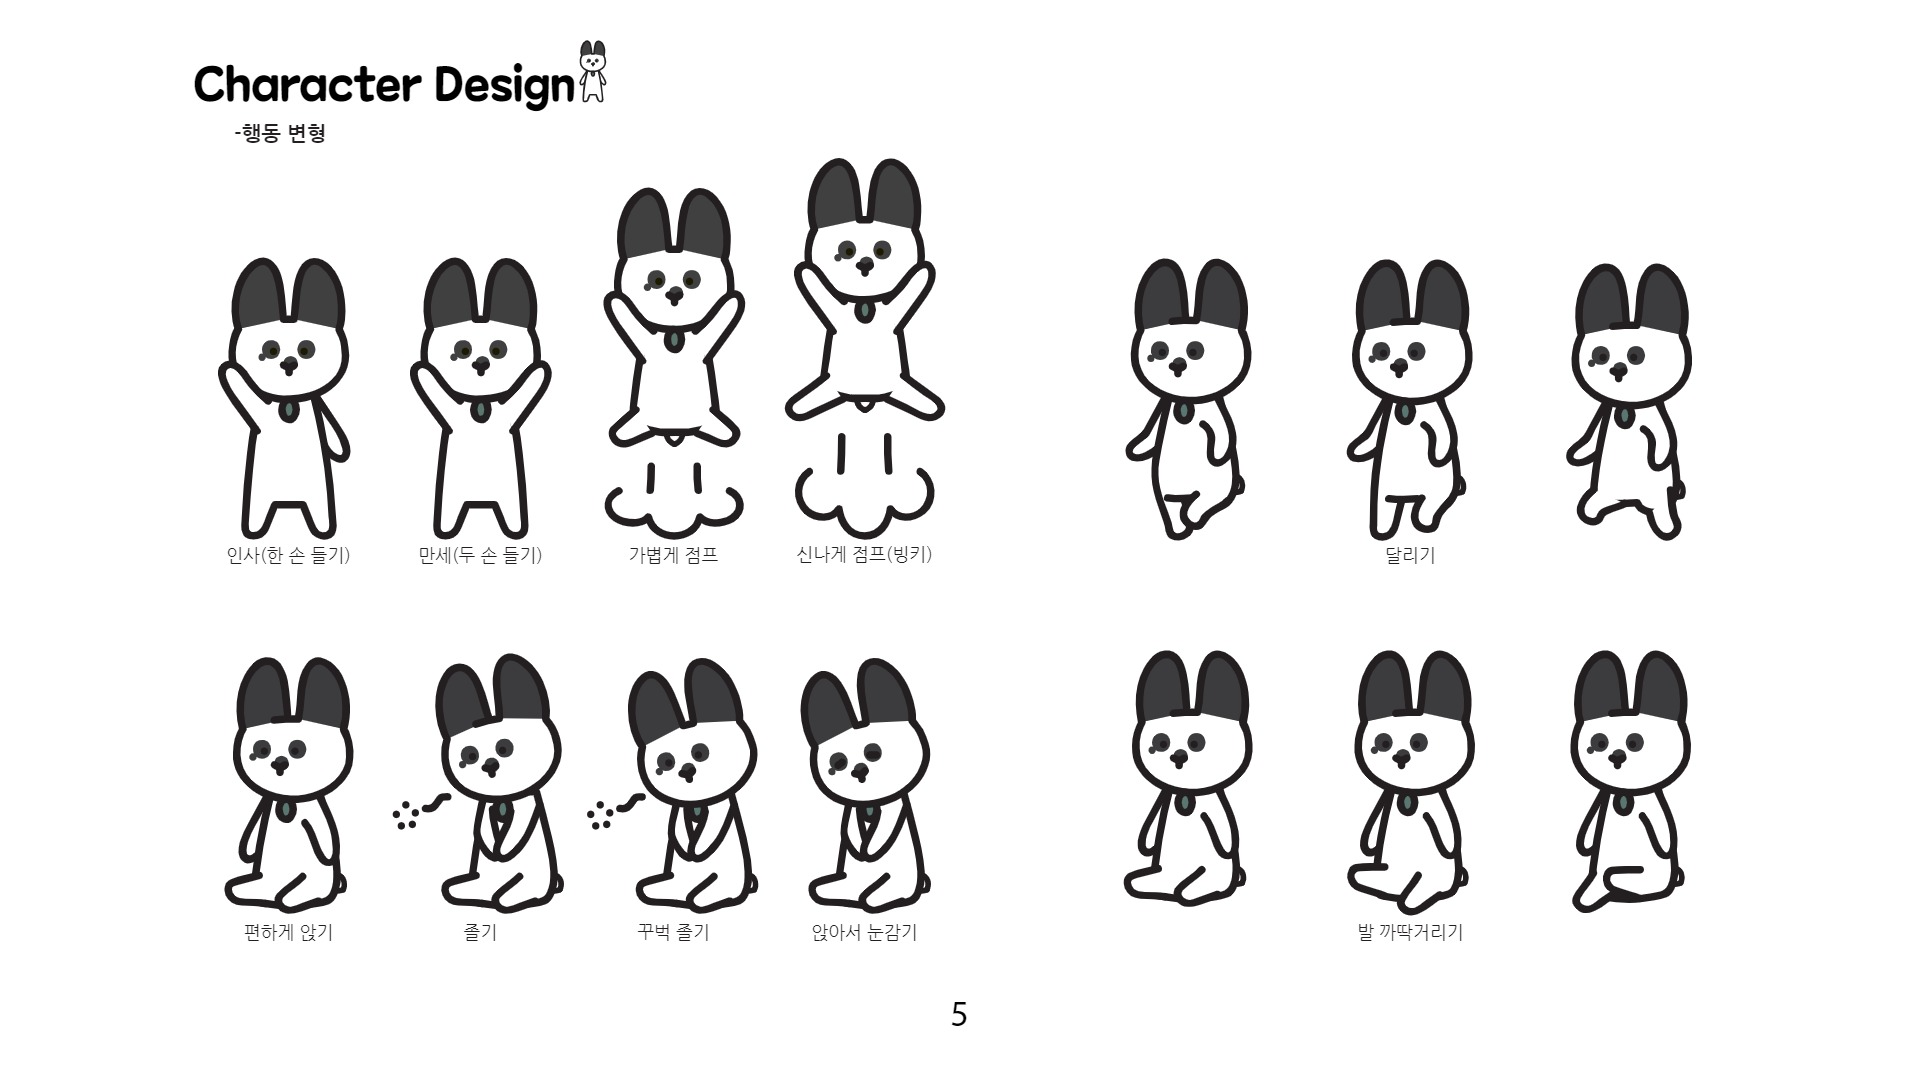 Character Design
-행동 변형
인사(한 손 들기)
만세(두 손 들기)
가볍게 점프
신나게 점프(빙키)
달리기
편하게 앉기
졸기
꾸벅 졸기
앉아서 눈감기
발 까딱거리기
5